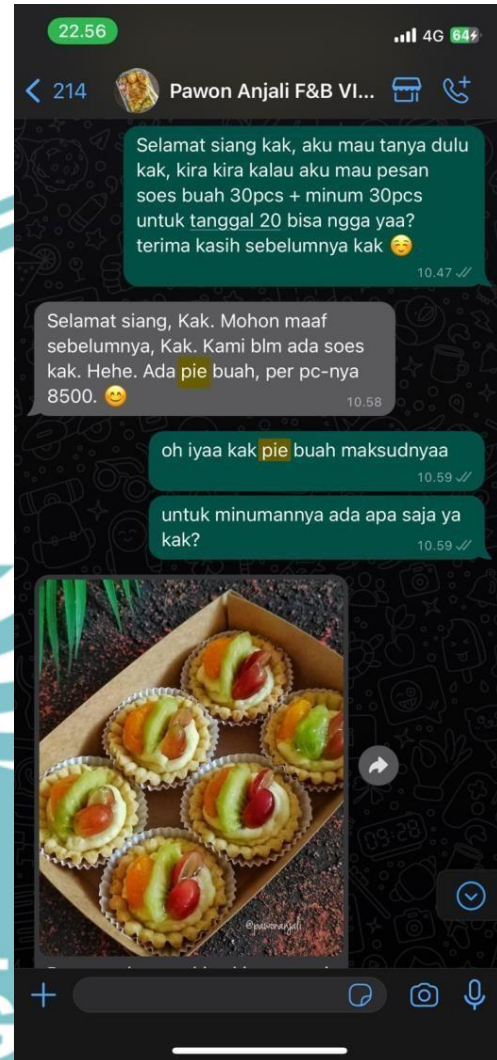 22.56
4G 64
214 Pawon Anjali F&B VI...
Selamat siang kak, aku mau tanya dulu
kak, kira kira kalau aku mau pesan
soes buah 30pcs + minum 30pcs
untuk tanggal 20 bisa ngga yaa?
terima kasih sebelumnya kak ☺️
10.47
Selamat siang, Kak. Mohon maaf
sebelumnya, Kak. Kami blm ada soes
kak. Hehe. Ada pie buah, per pc-nya
8500. 😊
10.58
oh iyaa kak pie buah maksudnyaa
10.59
untuk minumannya ada apa saja ya
kak?
10.59
@pawonanjali